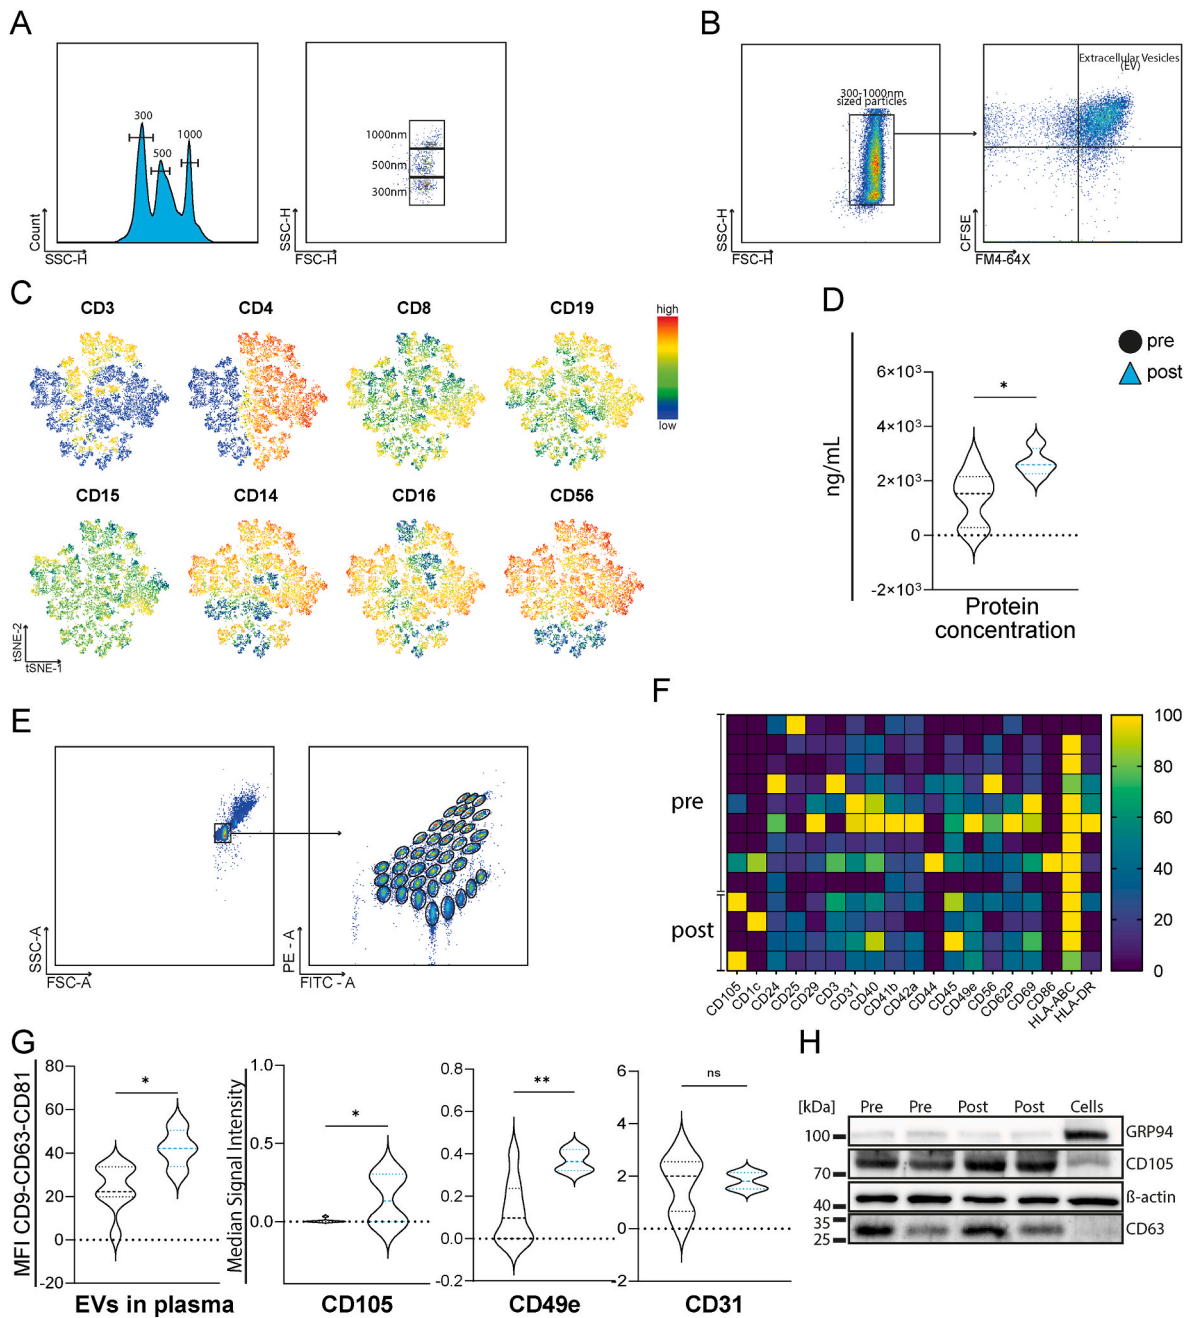 A
300
500
1000
Count
SSC-H
1000nm
500nm
300nm
SSC-H
FSC-H
B
300-1000nm
sized particles
SSC-H
FSC-H
Extracellular Vesicles
(EV)
CFSE
FM4-64X
C
CD3
CD4
CD8
CD19
high
low
CD15
CD14
CD16
CD56
tSNE-2
tSNE-1
D
pre
post
ng/mL
6×10³
4×10³
2×10³
0
-2×10³
*
Protein
concentration
E
SSC-A
FSC-A
PE - A
FITC - A
F
pre
post
100
80
60
40
20
0
CD105
CD1c
CD24
CD25
CD29
CD3
CD31
CD40
CD41b
CD42a
CD44
CD45
CD49e
CD56
CD62P
CD69
CD86
HLA-ABC
HLA-DR
G
MFI CD9-CD63-CD81
80
60
40
20
0
-20
*
EVs in plasma
Median Signal Intensity
1.0
0.5
0.0
*
CD105
0.8
0.6
0.4
0.2
0.0
-0.2
**
CD49e
6
4
2
0
-2
ns
CD31
H
[kDa]
Pre Pre Post Post Cells
100
GRP94
70
CD105
40
ß-actin
35
25
CD63